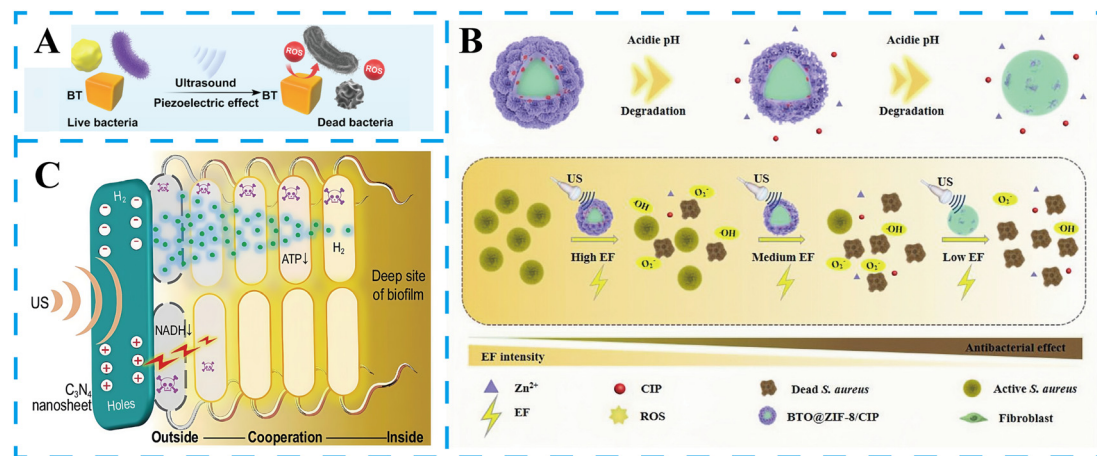 A
ROS
ROS
Ultrasound
BT
Piezoelectric effect
BT
Live bacteria
Dead bacteria
B
Acidie pH
Acidie pH
Degradation
Degradation
US
US
US
O₂·⁻
·OH
·OH
O₂·⁻
High EF
Medium EF
Low EF
·OH
O₂·⁻
O₂·⁻
O₂·⁻
·OH
EF intensity
Antibacterial effect
Zn²⁺
CIP
Dead S. aureus
Active S. aureus
EF
ROS
BTO@ZIF-8/CIP
Fibroblast
C
H₂
US
ATP↓
H₂
Deep site
of biofilm
NADH↓
C₃N₄
nanosheet
Holes
Outside
Cooperation
Inside